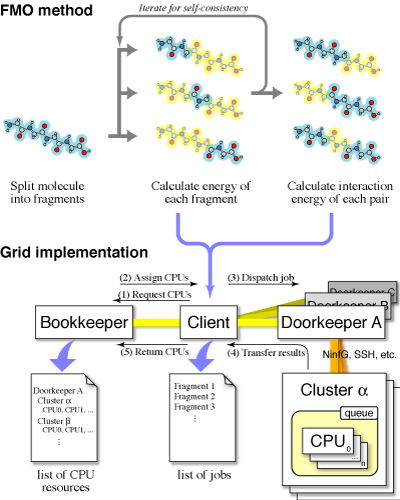 FMO method
Iterate for self-consistency
Split molecule
into fragments
Calculate energy of
each fragment
Calculate interaction
energy of each pair
Grid implementation
(2) Assign CPUs
(3) Dispatch job
(1) Request CPUs
Doorkeeper C
Doorkeeper B
Bookkeeper
Client
Doorkeeper A
(5) Return CPUs
(4) Transfer results
NinfG, SSH, etc.
Doorkeeper A
Cluster α
CPU0, CPU1, ...
Cluster β
CPU0, CPU1, ...
⋮
Fragment 1
Fragment 2
Fragment 3
⋮
Cluster α
queue
CPU0
...
n
list of CPU
resources
list of jobs